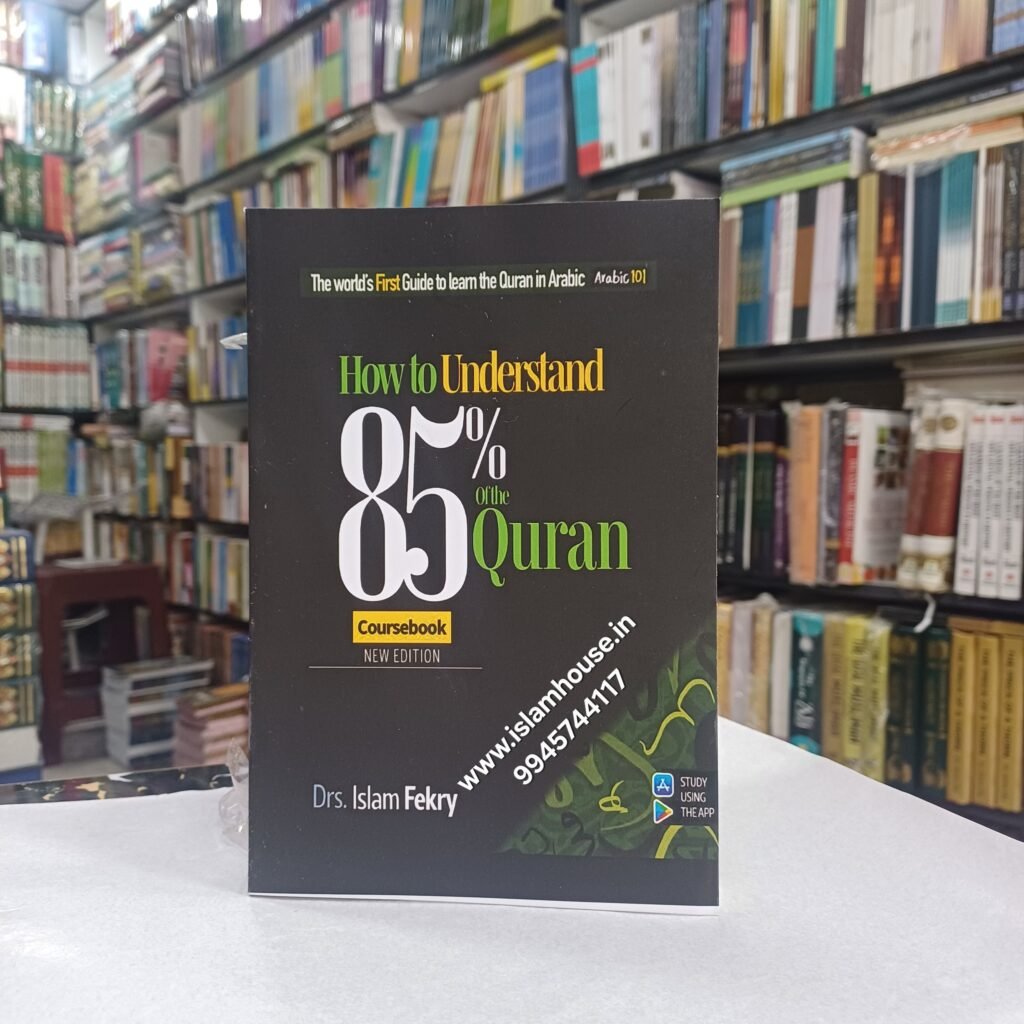 The world's First Guide to learn the Quran in Arabic Arabic 101
How to Understand
85%
Of the
Quran
Coursebook
NEW EDITION
www.islamhouse.in
9945744117
Drs. Islam Fekry
STUDY
USING
THE APP